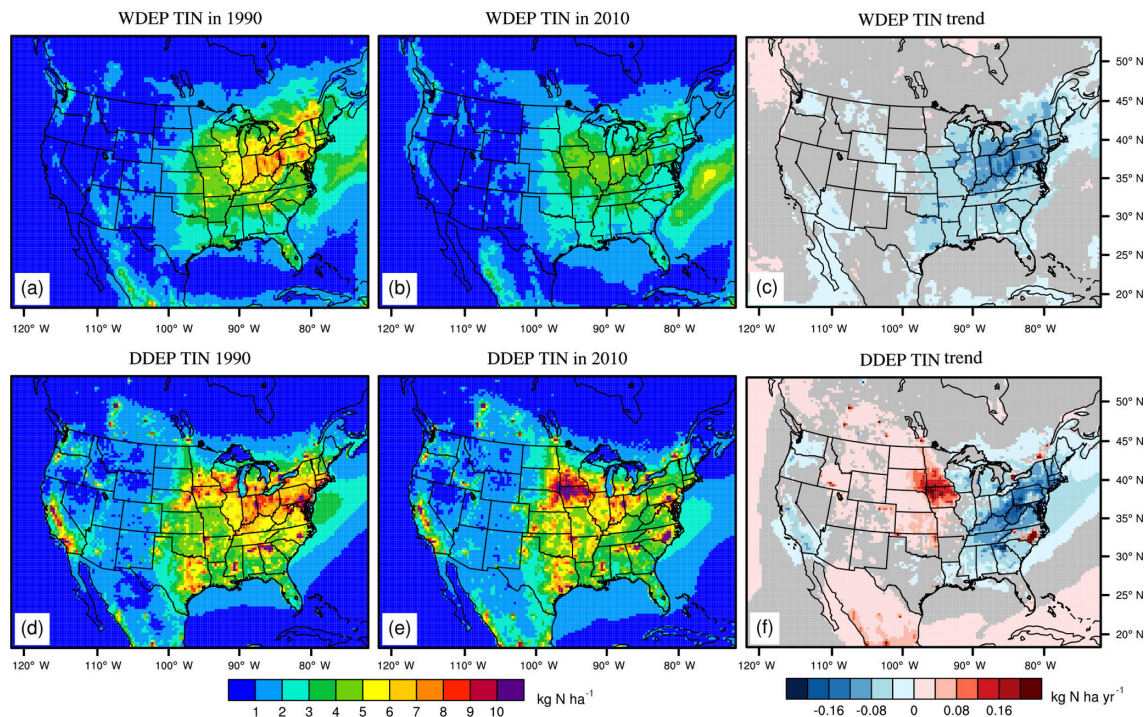 WDEP TIN in 1990 WDEP TIN in 2010 WDEP TIN trend
50° N
45° N
40° N
35° N
30° N
25° N
20° N
(a) (b) (c)
120° W 110° W 100° W 90° W 80° W 120° W 110° W 100° W 90° W 80° W 120° W 110° W 100° W 90° W 80° W
DDEP TIN 1990 DDEP TIN in 2010 DDEP TIN trend
50° N
45° N
40° N
35° N
30° N
25° N
20° N
(d) (e) (f)
120° W 110° W 100° W 90° W 80° W 120° W 110° W 100° W 90° W 80° W 120° W 110° W 100° W 90° W 80° W
1 2 3 4 5 6 7 8 9 10 kg N ha⁻¹
-0.16 -0.08 0 0.08 0.16 kg N ha yr⁻¹